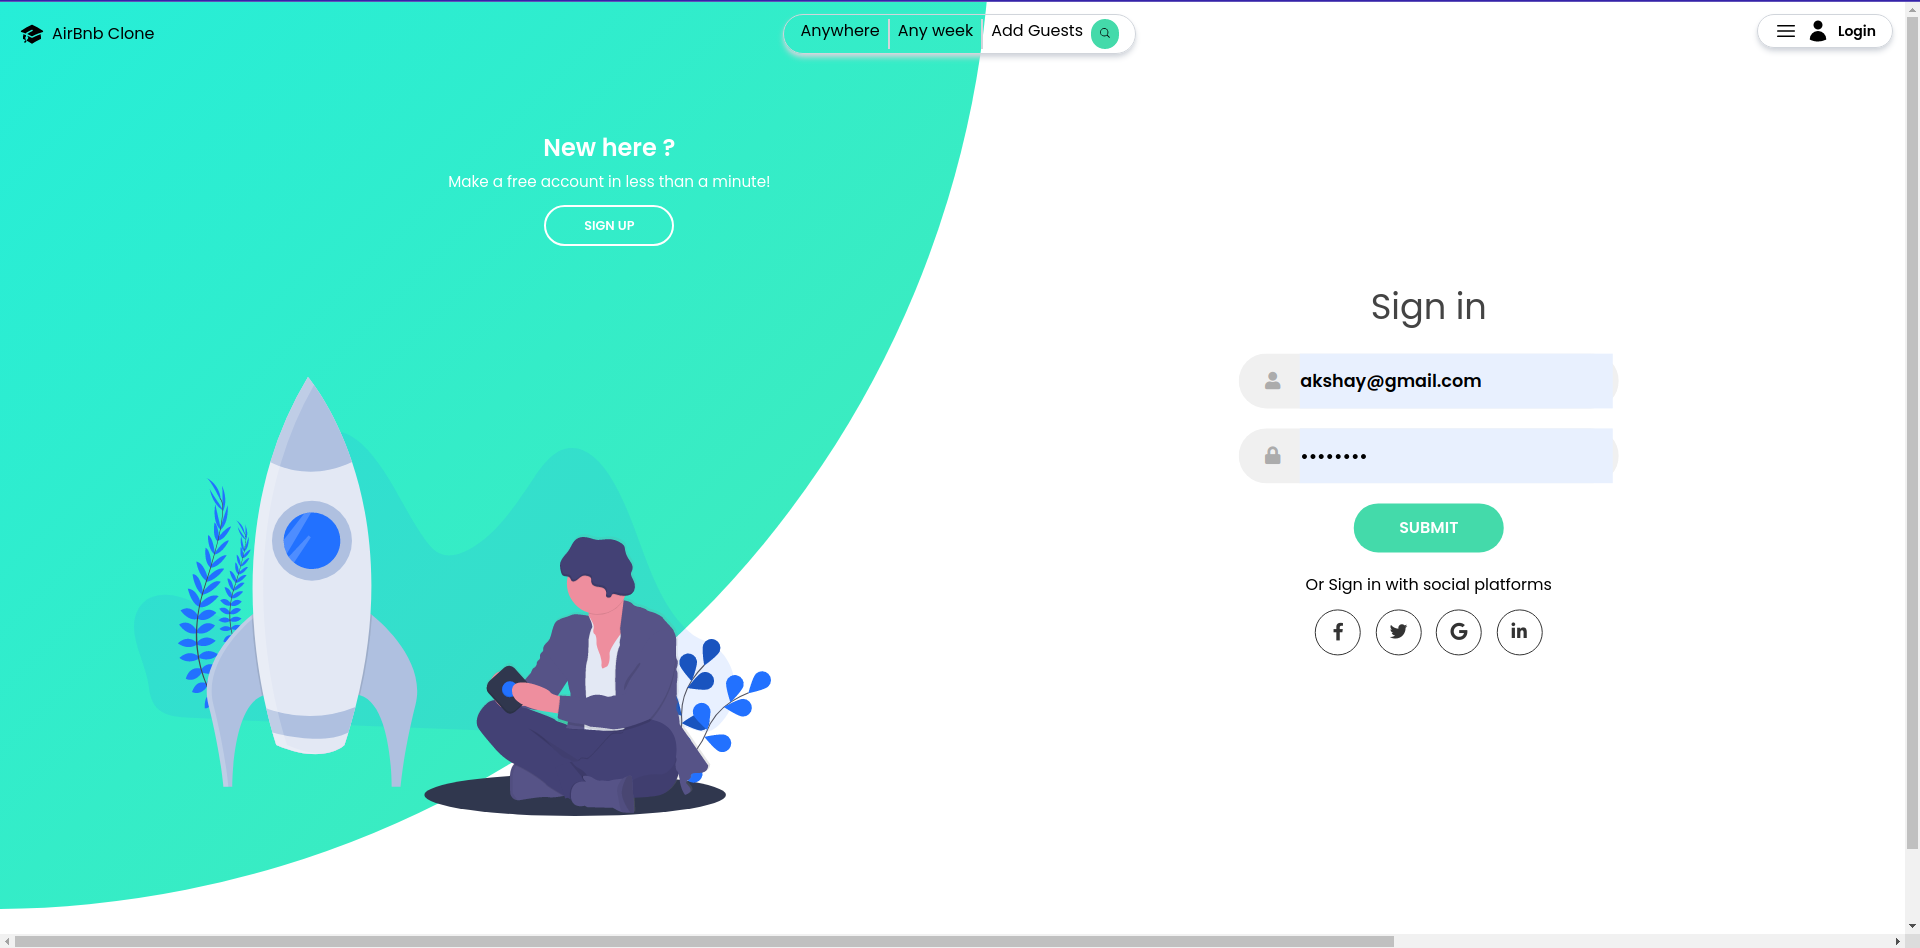 AirBnb Clone
Anywhere Any week Add Guests
Login
New here ?
Make a free account in less than a minute!
SIGN UP
Sign in
akshay@gmail.com
••••••••
SUBMIT
Or Sign in with social platforms